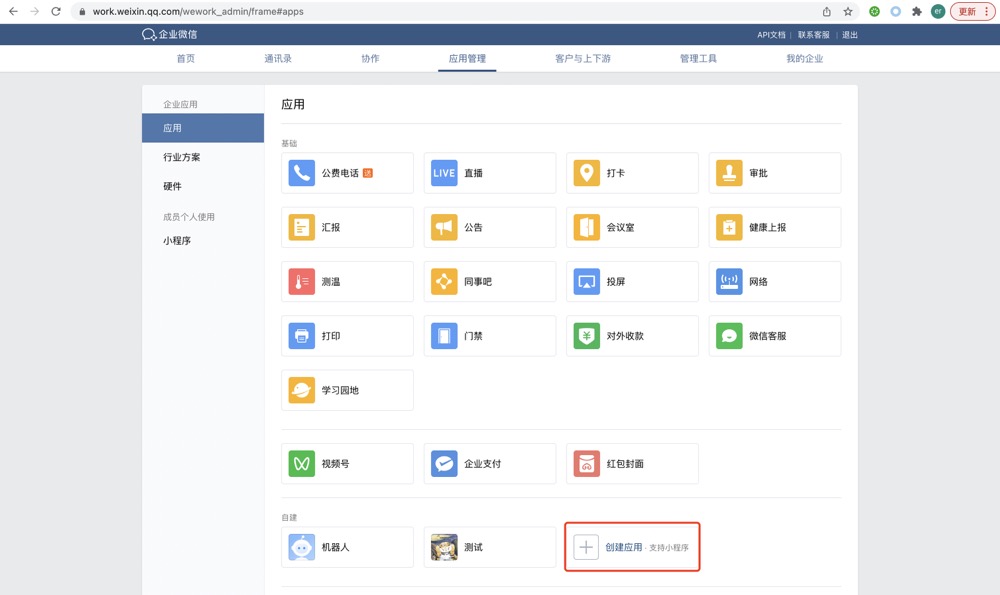 work.weixin.qq.com/wework_admin/frame#apps
er
更新
企业微信
API文档 | 联系客服 | 退出
首页 通讯录 协作 应用管理 客户与上下游 管理工具 我的企业
企业应用
应用
行业方案
硬件
成员个人使用
小程序
应用
基础
公费电话 送
LIVE 直播
打卡
审批
汇报
公告
会议室
健康上报
测温
同事吧
投屏
网络
打印
门禁
对外收款
微信客服
学习园地
视频号
企业支付
红包封面
自建
机器人
测试
创建应用 · 支持小程序